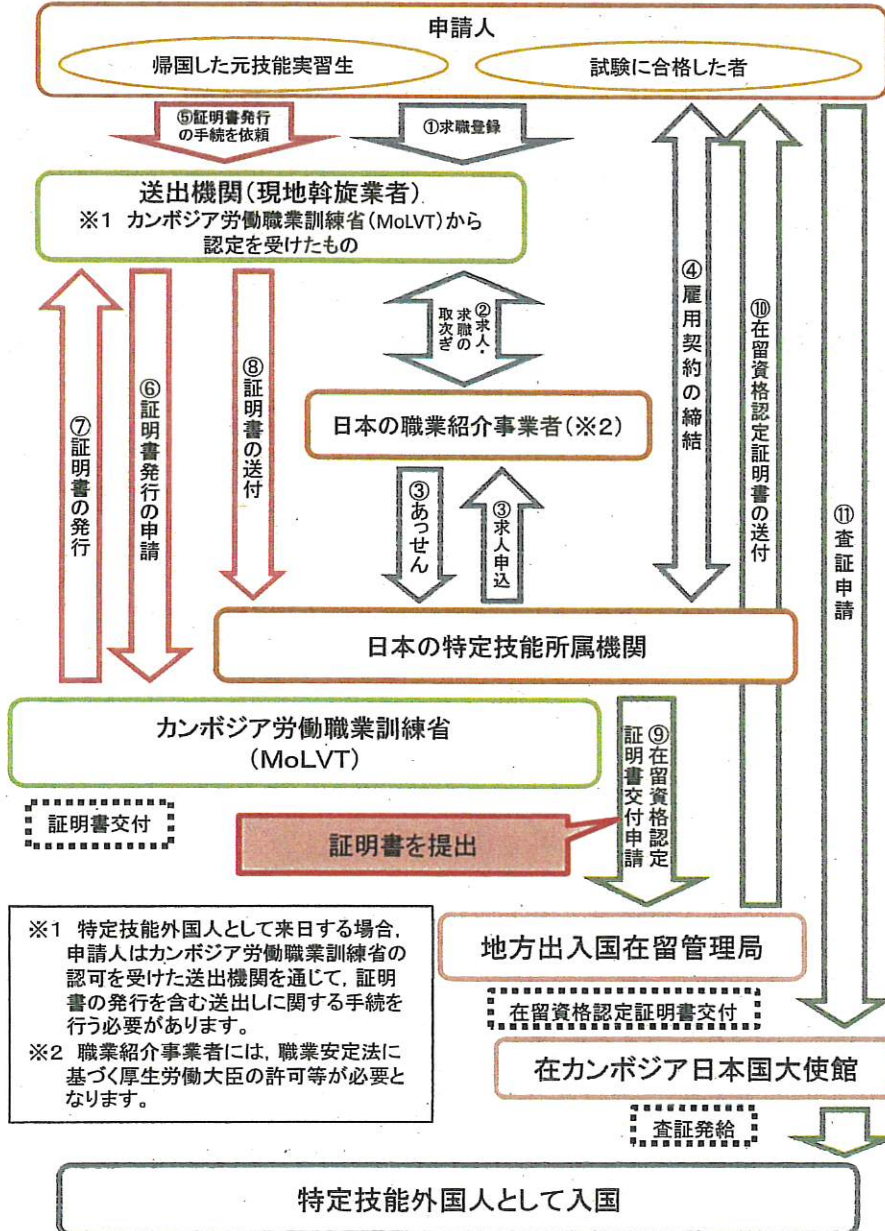 申請人
帰国した元技能実習生
試験に合格した者
⑤証明書発行
の手続を依頼
①求職登録
送出機関(現地斡旋業者)
※1 カンボジア労働職業訓練省(MoLVT)から
認定を受けたもの
②求人・
求職の
取次ぎ
④雇用契約の締結
⑩在留資格認定証明書の送付
⑪査証申請
⑦証明書の発行
⑥証明書発行の申請
⑧証明書の送付
日本の職業紹介事業者(※2)
③あっせん
③求人申込
日本の特定技能所属機関
カンボジア労働職業訓練省
(MoLVT)
⑨在留資格認定
証明書交付申請
証明書交付
証明書を提出
地方出入国在留管理局
在留資格認定証明書交付
※1 特定技能外国人として来日する場合,
申請人はカンボジア労働職業訓練省の
認可を受けた送出機関を通じて,証明
書の発行を含む送出しに関する手続を
行う必要があります。
※2 職業紹介事業者には,職業安定法に
基づく厚生労働大臣の許可等が必要と
なります。
在カンボジア日本国大使館
査証発給
特定技能外国人として入国